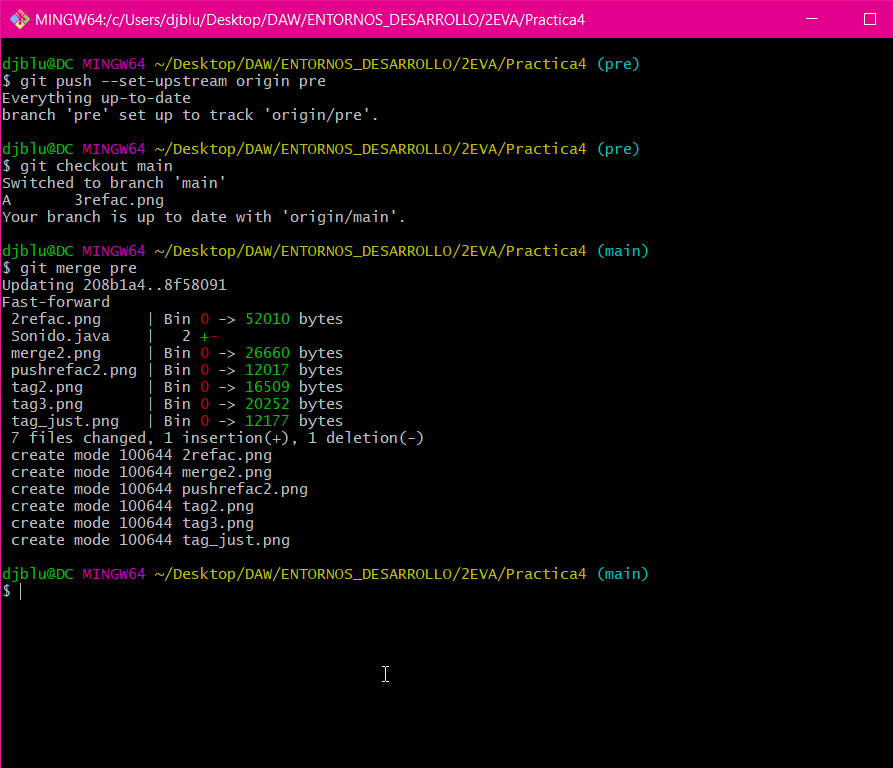 MINGW64:/c/Users/djblu/Desktop/DAW/ENTORNOS_DESARROLLO/2EVA/Practica4
djblu@DC MINGW64 ~/Desktop/DAW/ENTORNOS_DESARROLLO/2EVA/Practica4 (pre)
$ git push --set-upstream origin pre
Everything up-to-date
branch 'pre' set up to track 'origin/pre'.
djblu@DC MINGW64 ~/Desktop/DAW/ENTORNOS_DESARROLLO/2EVA/Practica4 (pre)
$ git checkout main
Switched to branch 'main'
A       3refac.png
Your branch is up to date with 'origin/main'.
djblu@DC MINGW64 ~/Desktop/DAW/ENTORNOS_DESARROLLO/2EVA/Practica4 (main)
$ git merge pre
Updating 208b1a4..8f58091
Fast-forward
 2refac.png     | Bin 0 -> 52010 bytes
 Sonido.java    |   2 +-
 merge2.png     | Bin 0 -> 26660 bytes
 pushrefac2.png | Bin 0 -> 12017 bytes
 tag2.png       | Bin 0 -> 16509 bytes
 tag3.png       | Bin 0 -> 20252 bytes
 tag_just.png   | Bin 0 -> 12177 bytes
 7 files changed, 1 insertion(+), 1 deletion(-)
 create mode 100644 2refac.png
 create mode 100644 merge2.png
 create mode 100644 pushrefac2.png
 create mode 100644 tag2.png
 create mode 100644 tag3.png
 create mode 100644 tag_just.png
djblu@DC MINGW64 ~/Desktop/DAW/ENTORNOS_DESARROLLO/2EVA/Practica4 (main)
$